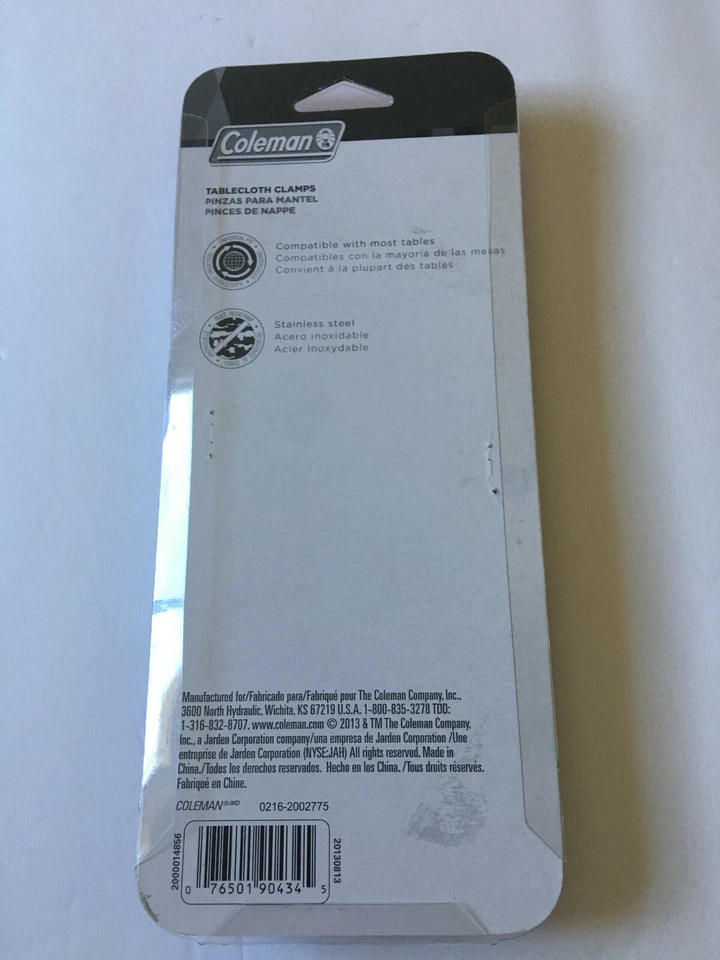 Coleman
TABLECLOTH CLAMPS
PINZAS PARA MANTEL
PINCES DE NAPPE
UNIVERSAL FIT
Compatible with most tables
Compatibles con la mayoría de las mesas
Convient à la plupart des tables
RUST RESISTANT
Stainless steel
Acero inoxidable
Acier inoxydable
Manufactured for/Fabricado para/Fabriqué pour The Coleman Company, Inc.,
3600 North Hydraulic, Wichita, KS 67219 U.S.A. 1-800-835-3278 TDD:
1-316-832-8707. www.coleman.com © 2013 & TM The Coleman Company,
Inc., a Jarden Corporation company/una empresa de Jarden Corporation /Une
entreprise de Jarden Corporation (NYSE:JAH) All rights reserved. Made in
China./Todos los derechos reservados. Hecho en los China. /Tous droits réservés.
Fabriqué en Chine.
COLEMAN®/MD 0216-2002775
2000014856
20130813
0 76501 90434 5